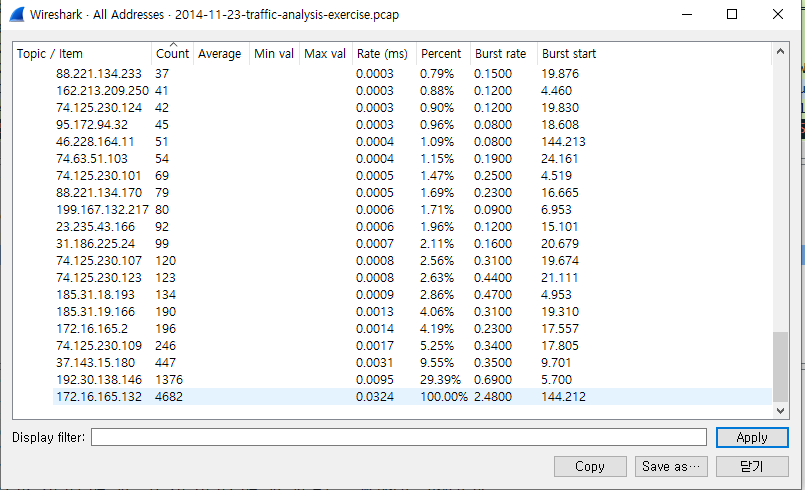 Wireshark · All Addresses · 2014-11-23-traffic-analysis-exercise.pcap
Topic / Item Count Average Min val Max val Rate (ms) Percent Burst rate Burst start
88.221.134.233 37 0.0003 0.79% 0.1500 19.876
162.213.209.250 41 0.0003 0.88% 0.1200 4.460
74.125.230.124 42 0.0003 0.90% 0.1200 19.830
95.172.94.32 45 0.0003 0.96% 0.0800 18.608
46.228.164.11 51 0.0004 1.09% 0.0800 144.213
74.63.51.103 54 0.0004 1.15% 0.1900 24.161
74.125.230.101 69 0.0005 1.47% 0.2500 4.519
88.221.134.170 79 0.0005 1.69% 0.2300 16.665
199.167.132.217 80 0.0006 1.71% 0.0900 6.953
23.235.43.166 92 0.0006 1.96% 0.1200 15.101
31.186.225.24 99 0.0007 2.11% 0.1600 20.679
74.125.230.107 120 0.0008 2.56% 0.3100 19.674
74.125.230.123 123 0.0008 2.63% 0.4400 21.111
185.31.18.193 134 0.0009 2.86% 0.4700 4.953
185.31.19.166 190 0.0013 4.06% 0.3100 19.310
172.16.165.2 196 0.0014 4.19% 0.2300 17.557
74.125.230.109 246 0.0017 5.25% 0.3400 17.805
37.143.15.180 447 0.0031 9.55% 0.3500 9.701
192.30.138.146 1376 0.0095 29.39% 0.6900 5.700
172.16.165.132 4682 0.0324 100.00% 2.4800 144.212
Display filter:
Apply
Copy
Save as…
닫기